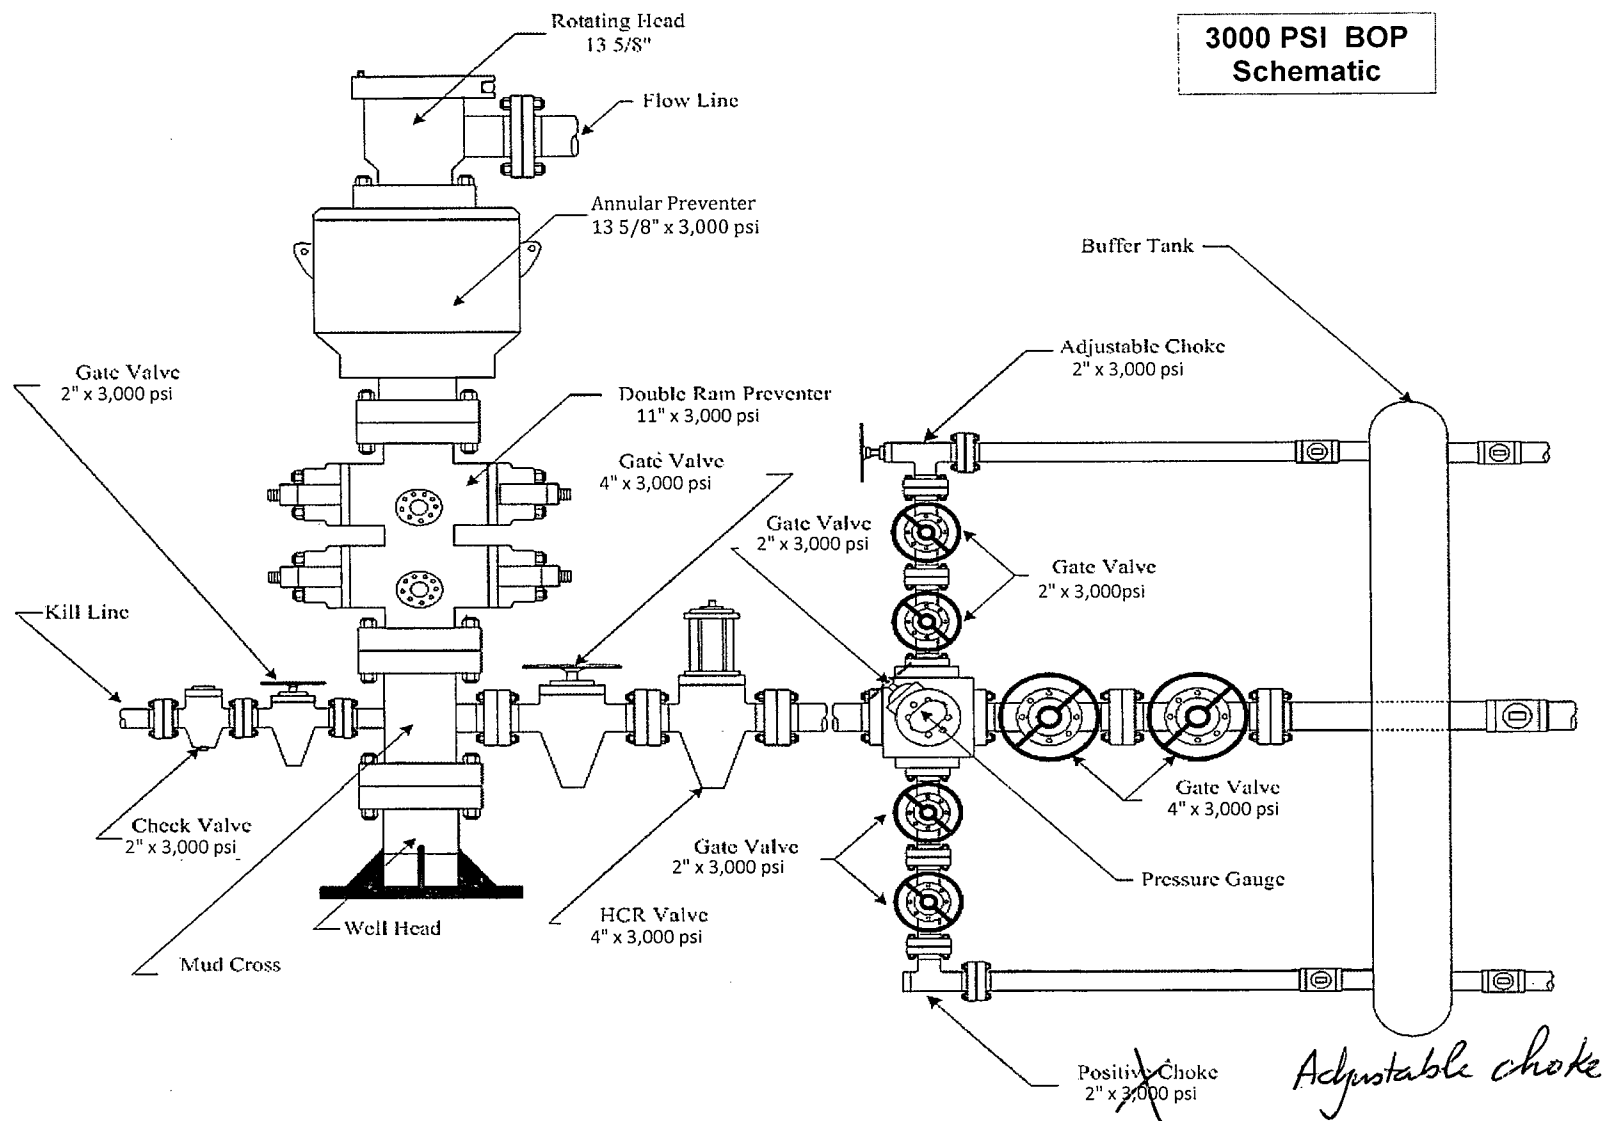 Rotating Head
13 5/8"
3000 PSI BOP
Schematic
Flow Line
Annular Preventer
13 5/8" x 3,000 psi
Buffer Tank
Adjustable Choke
2" x 3,000 psi
Gate Valve
2" x 3,000 psi
Double Ram Preventer
11" x 3,000 psi
Gate Valve
4" x 3,000 psi
Gate Valve
2" x 3,000 psi
Gate Valve
2" x 3,000psi
Kill Line
Gate Valve
4" x 3,000 psi
Check Valve
2" x 3,000 psi
Gate Valve
2" x 3,000 psi
Pressure Gauge
HCR Valve
4" x 3,000 psi
Well Head
Mud Cross
Positive Choke
2" x 3,000 psi
Adjustable choke